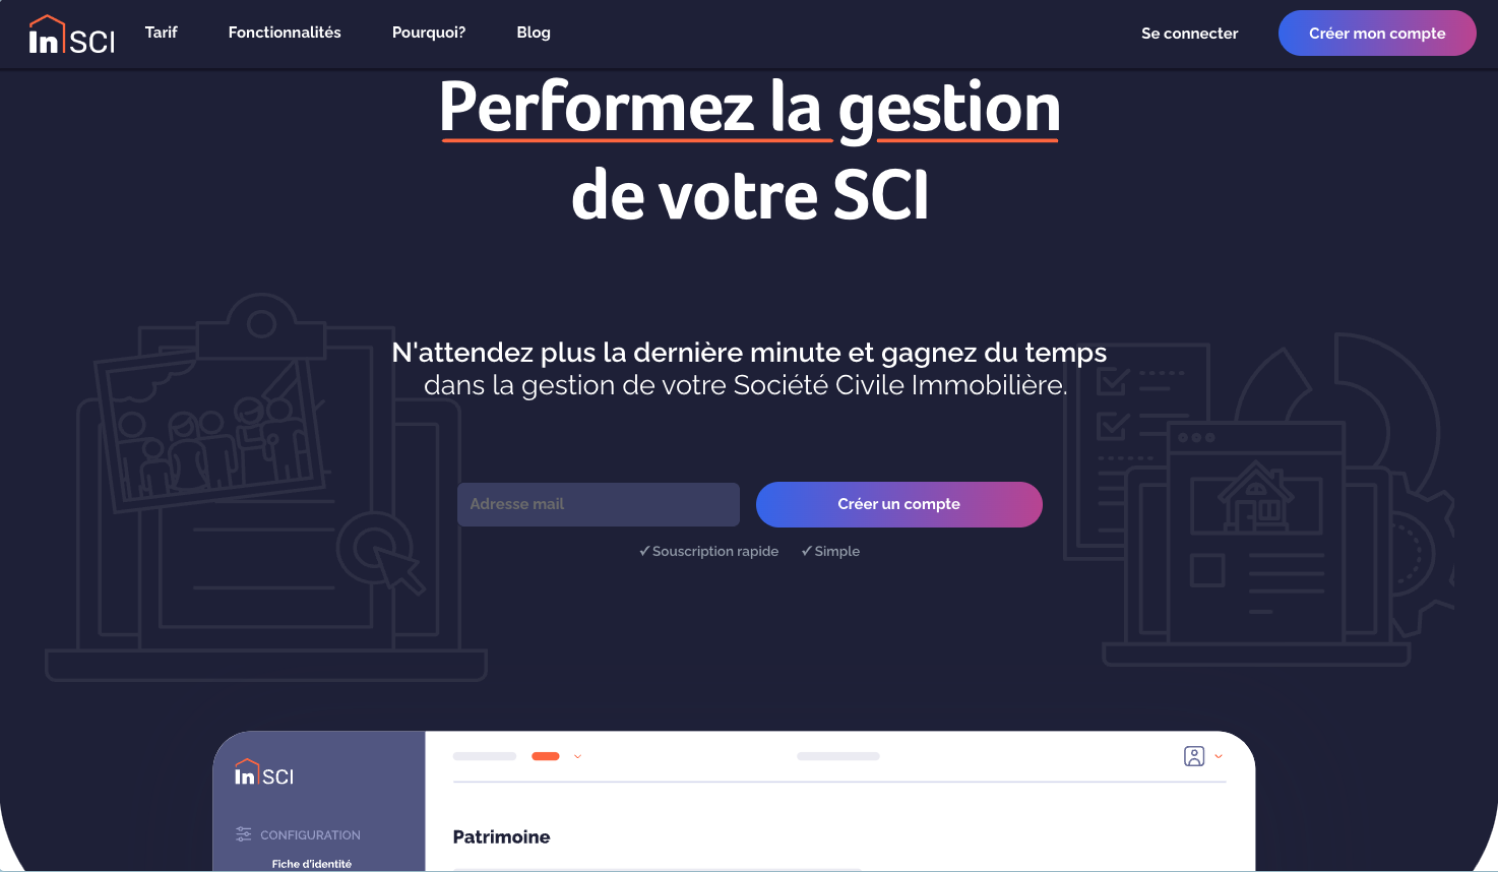 In SCI
Tarif
Fonctionnalités
Pourquoi?
Blog
Se connecter
Créer mon compte
Performez la gestion
de votre SCI
N'attendez plus la dernière minute et gagnez du temps
dans la gestion de votre Société Civile Immobilière.
Adresse mail
Créer un compte
✓ Souscription rapide
✓ Simple
In SCI
CONFIGURATION
Fiche d'identité
Patrimoine